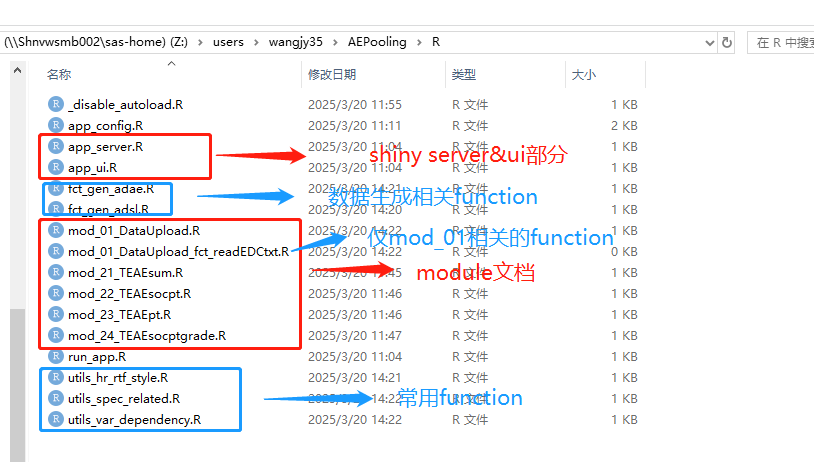 (\\Shnvwsmb002\sas-home) (Z:) > users > wangjy35 > AEPooling > R 在 R 中搜索
名称 修改日期 类型 大小
_disable_autoload.R 2025/3/20 11:55 R 文件 1 KB
app_config.R 2025/3/20 11:11 R 文件 2 KB
app_server.R 2025/3/20 11:04 R 文件 1 KB
shiny server&ui部分
app_ui.R 2025/3/20 11:04 R 文件 1 KB
fct_gen_adae.R 2025/3/20 14:21 R 文件 1 KB
数据生成相关function
fct_gen_adsl.R 2025/3/20 14:20 R 文件 1 KB
mod_01_DataUpload.R 2025/3/20 14:22 R 文件 1 KB
仅mod_01相关的function
mod_01_DataUpload_fct_readEDCtxt.R 2025/3/20 14:22 R 文件 0 KB
mod_21_TEAEsum.R 2025/3/20 11:45 R 文件 1 KB
module文档
mod_22_TEAEsocpt.R 2025/3/20 11:46 R 文件 1 KB
mod_23_TEAEpt.R 2025/3/20 11:46 R 文件 1 KB
mod_24_TEAEsocptgrade.R 2025/3/20 11:47 R 文件 1 KB
run_app.R 2025/3/20 11:04 R 文件 1 KB
utils_hr_rtf_style.R 2025/3/20 14:21 R 文件 1 KB
utils_spec_related.R 2025/3/20 14:22 R 文件 1 KB
常用function
utils_var_dependency.R 2025/3/20 14:22 R 文件 1 KB